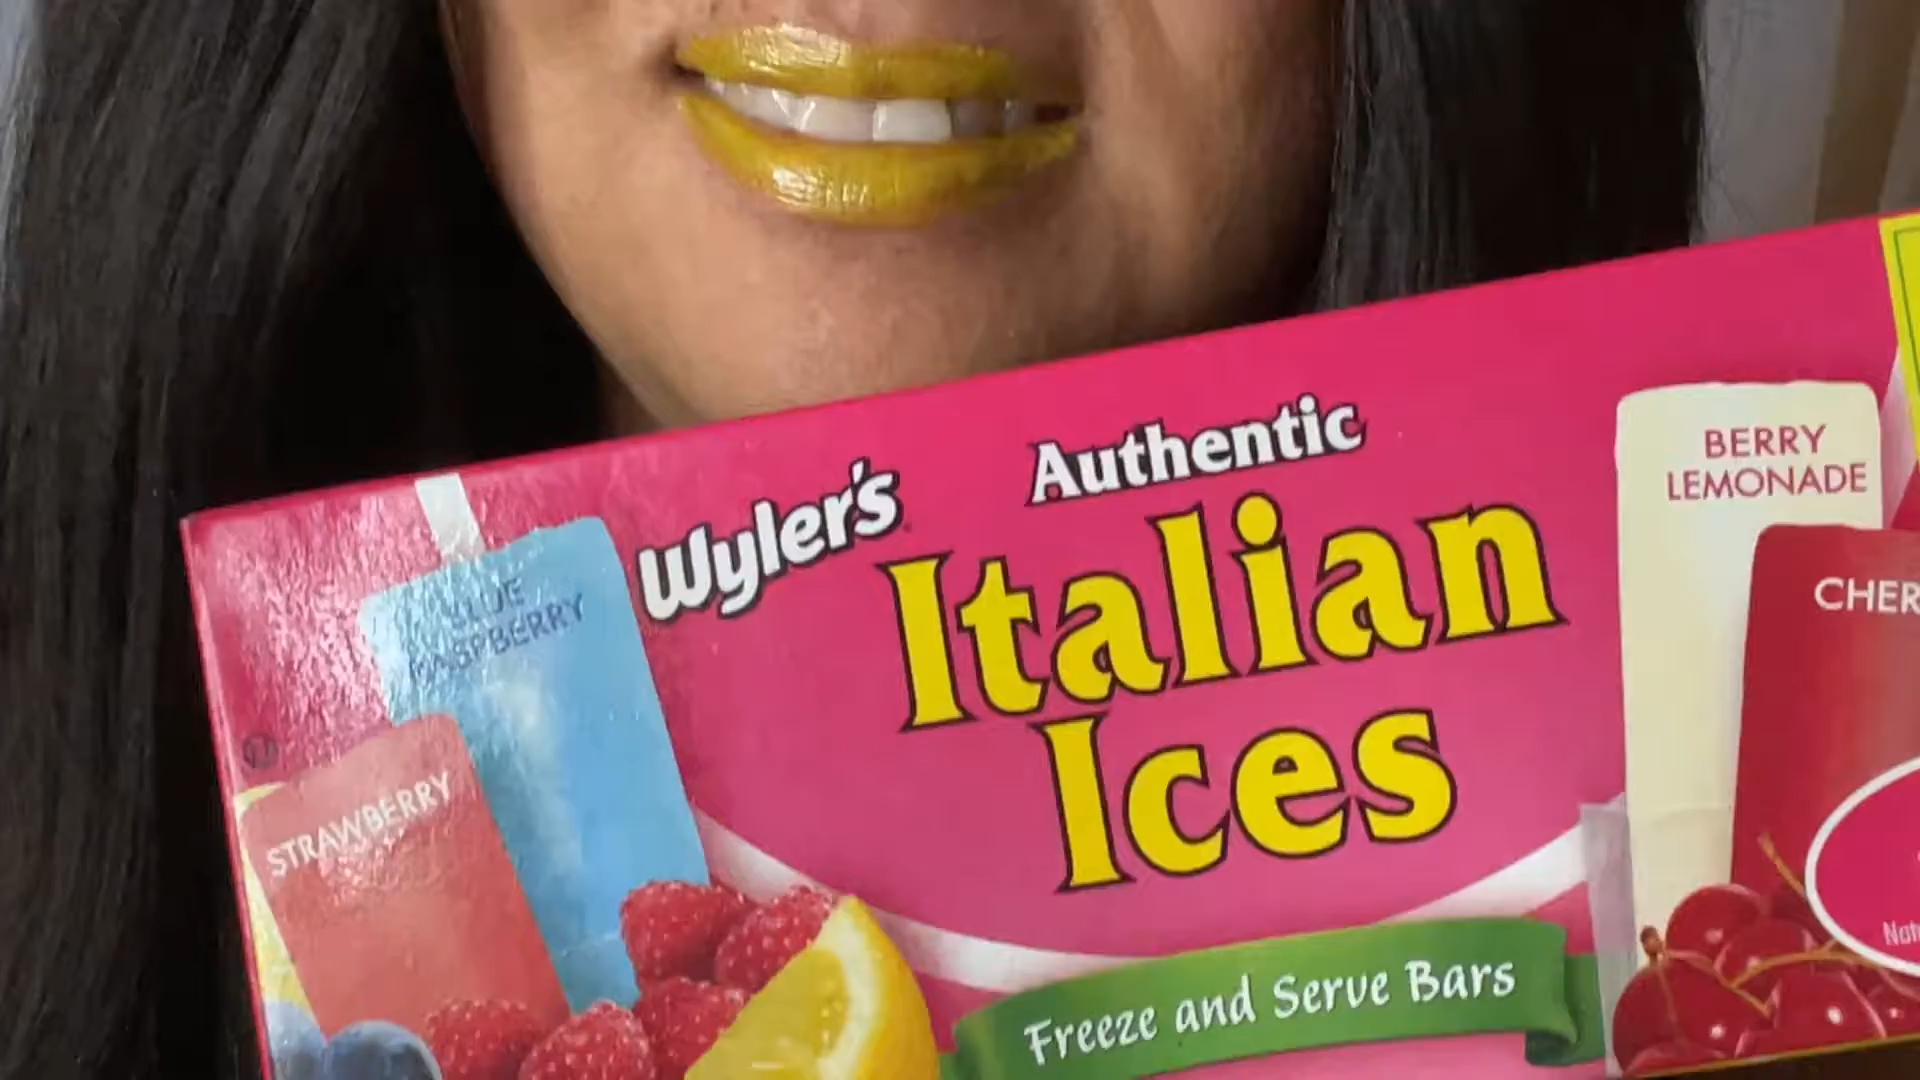 Wyler's
Authentic
Italian
Ices
Freeze and Serve Bars
BLUE
RASPBERRY
STRAWBERRY
BERRY
LEMONADE